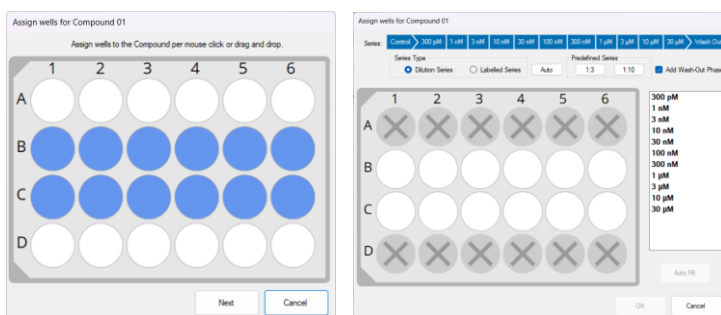 Assign wells for Compound 01
Assign wells to the Compound per mouse click or drag and drop.
1 2 3 4 5 6
A
B
C
D
Next Cancel
Assign wells for Compound 01
Series: Control 300 pM 1 nM 3 nM 10 nM 30 nM 100 nM 300 nM 1 µM 3 µM 10 µM 30 µM Wash Out
Series Type Predefined Series
Dilution Series Labelled Series Auto 1:3 1:10 Add Wash-Out Phase
1 2 3 4 5 6
A
B
C
D
300 pM
1 nM
3 nM
10 nM
30 nM
100 nM
300 nM
1 µM
3 µM
10 µM
30 µM
Auto Fill
OK Cancel